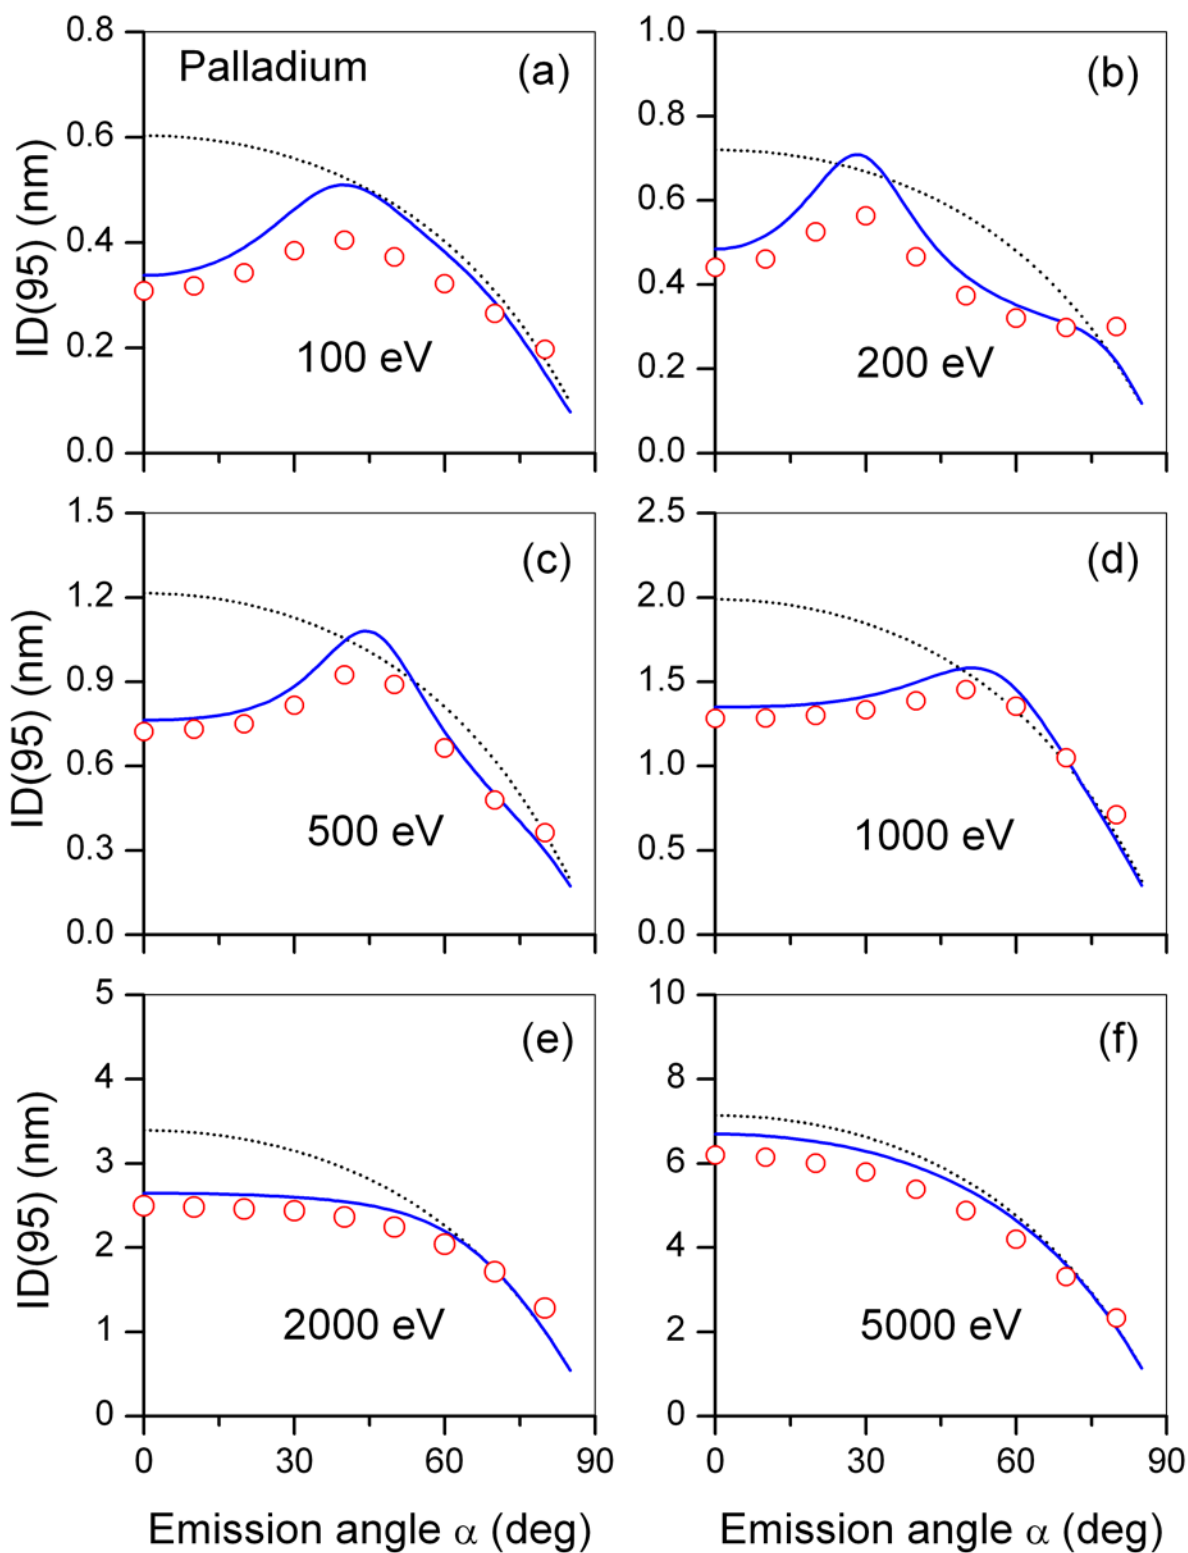 Palladium
(a)
ID(95) (nm)
0.8
0.6
0.4
0.2
0.0
100 eV
(b)
1.0
0.8
0.6
0.4
0.2
0.0
200 eV
(c)
ID(95) (nm)
1.5
1.2
0.9
0.6
0.3
0.0
500 eV
(d)
2.5
2.0
1.5
1.0
0.5
0.0
1000 eV
(e)
ID(95) (nm)
5
4
3
2
1
0
2000 eV
0 30 60 90
Emission angle α (deg)
(f)
10
8
6
4
2
0
5000 eV
0 30 60 90
Emission angle α (deg)